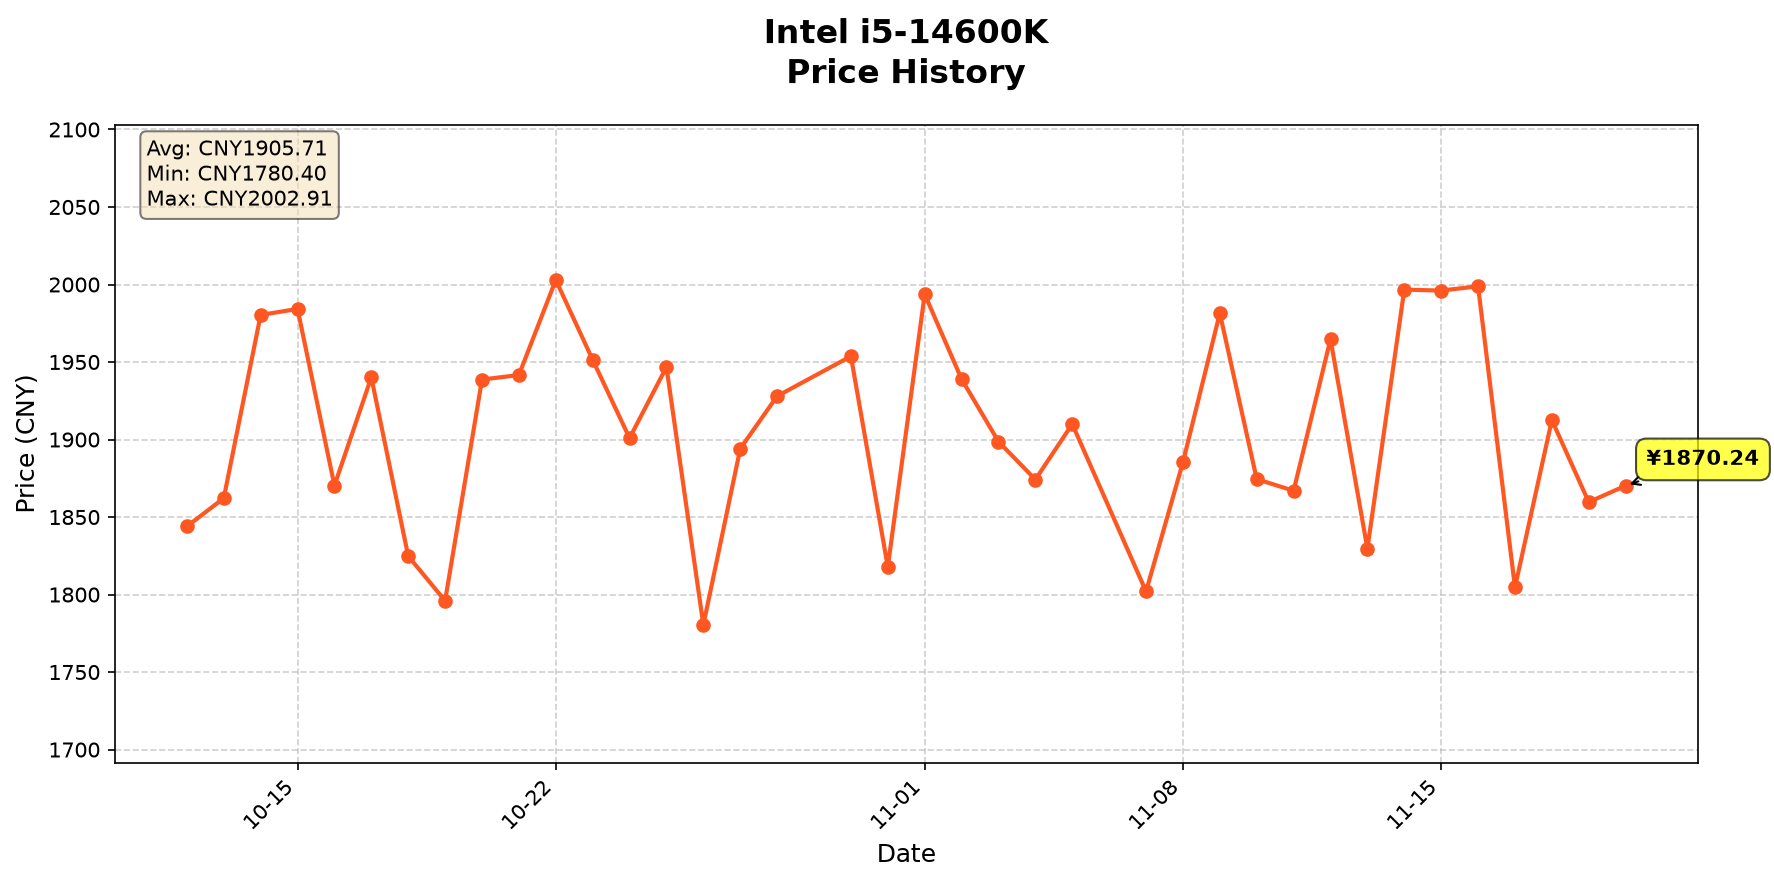 Intel i5-14600K
Price History
Avg: CNY1905.71
Min: CNY1780.40
Max: CNY2002.91
2100
2050
2000
1950
1900
1850
1800
1750
1700
Price (CNY)
¥1870.24
10-15
10-22
11-01
11-08
11-15
Date